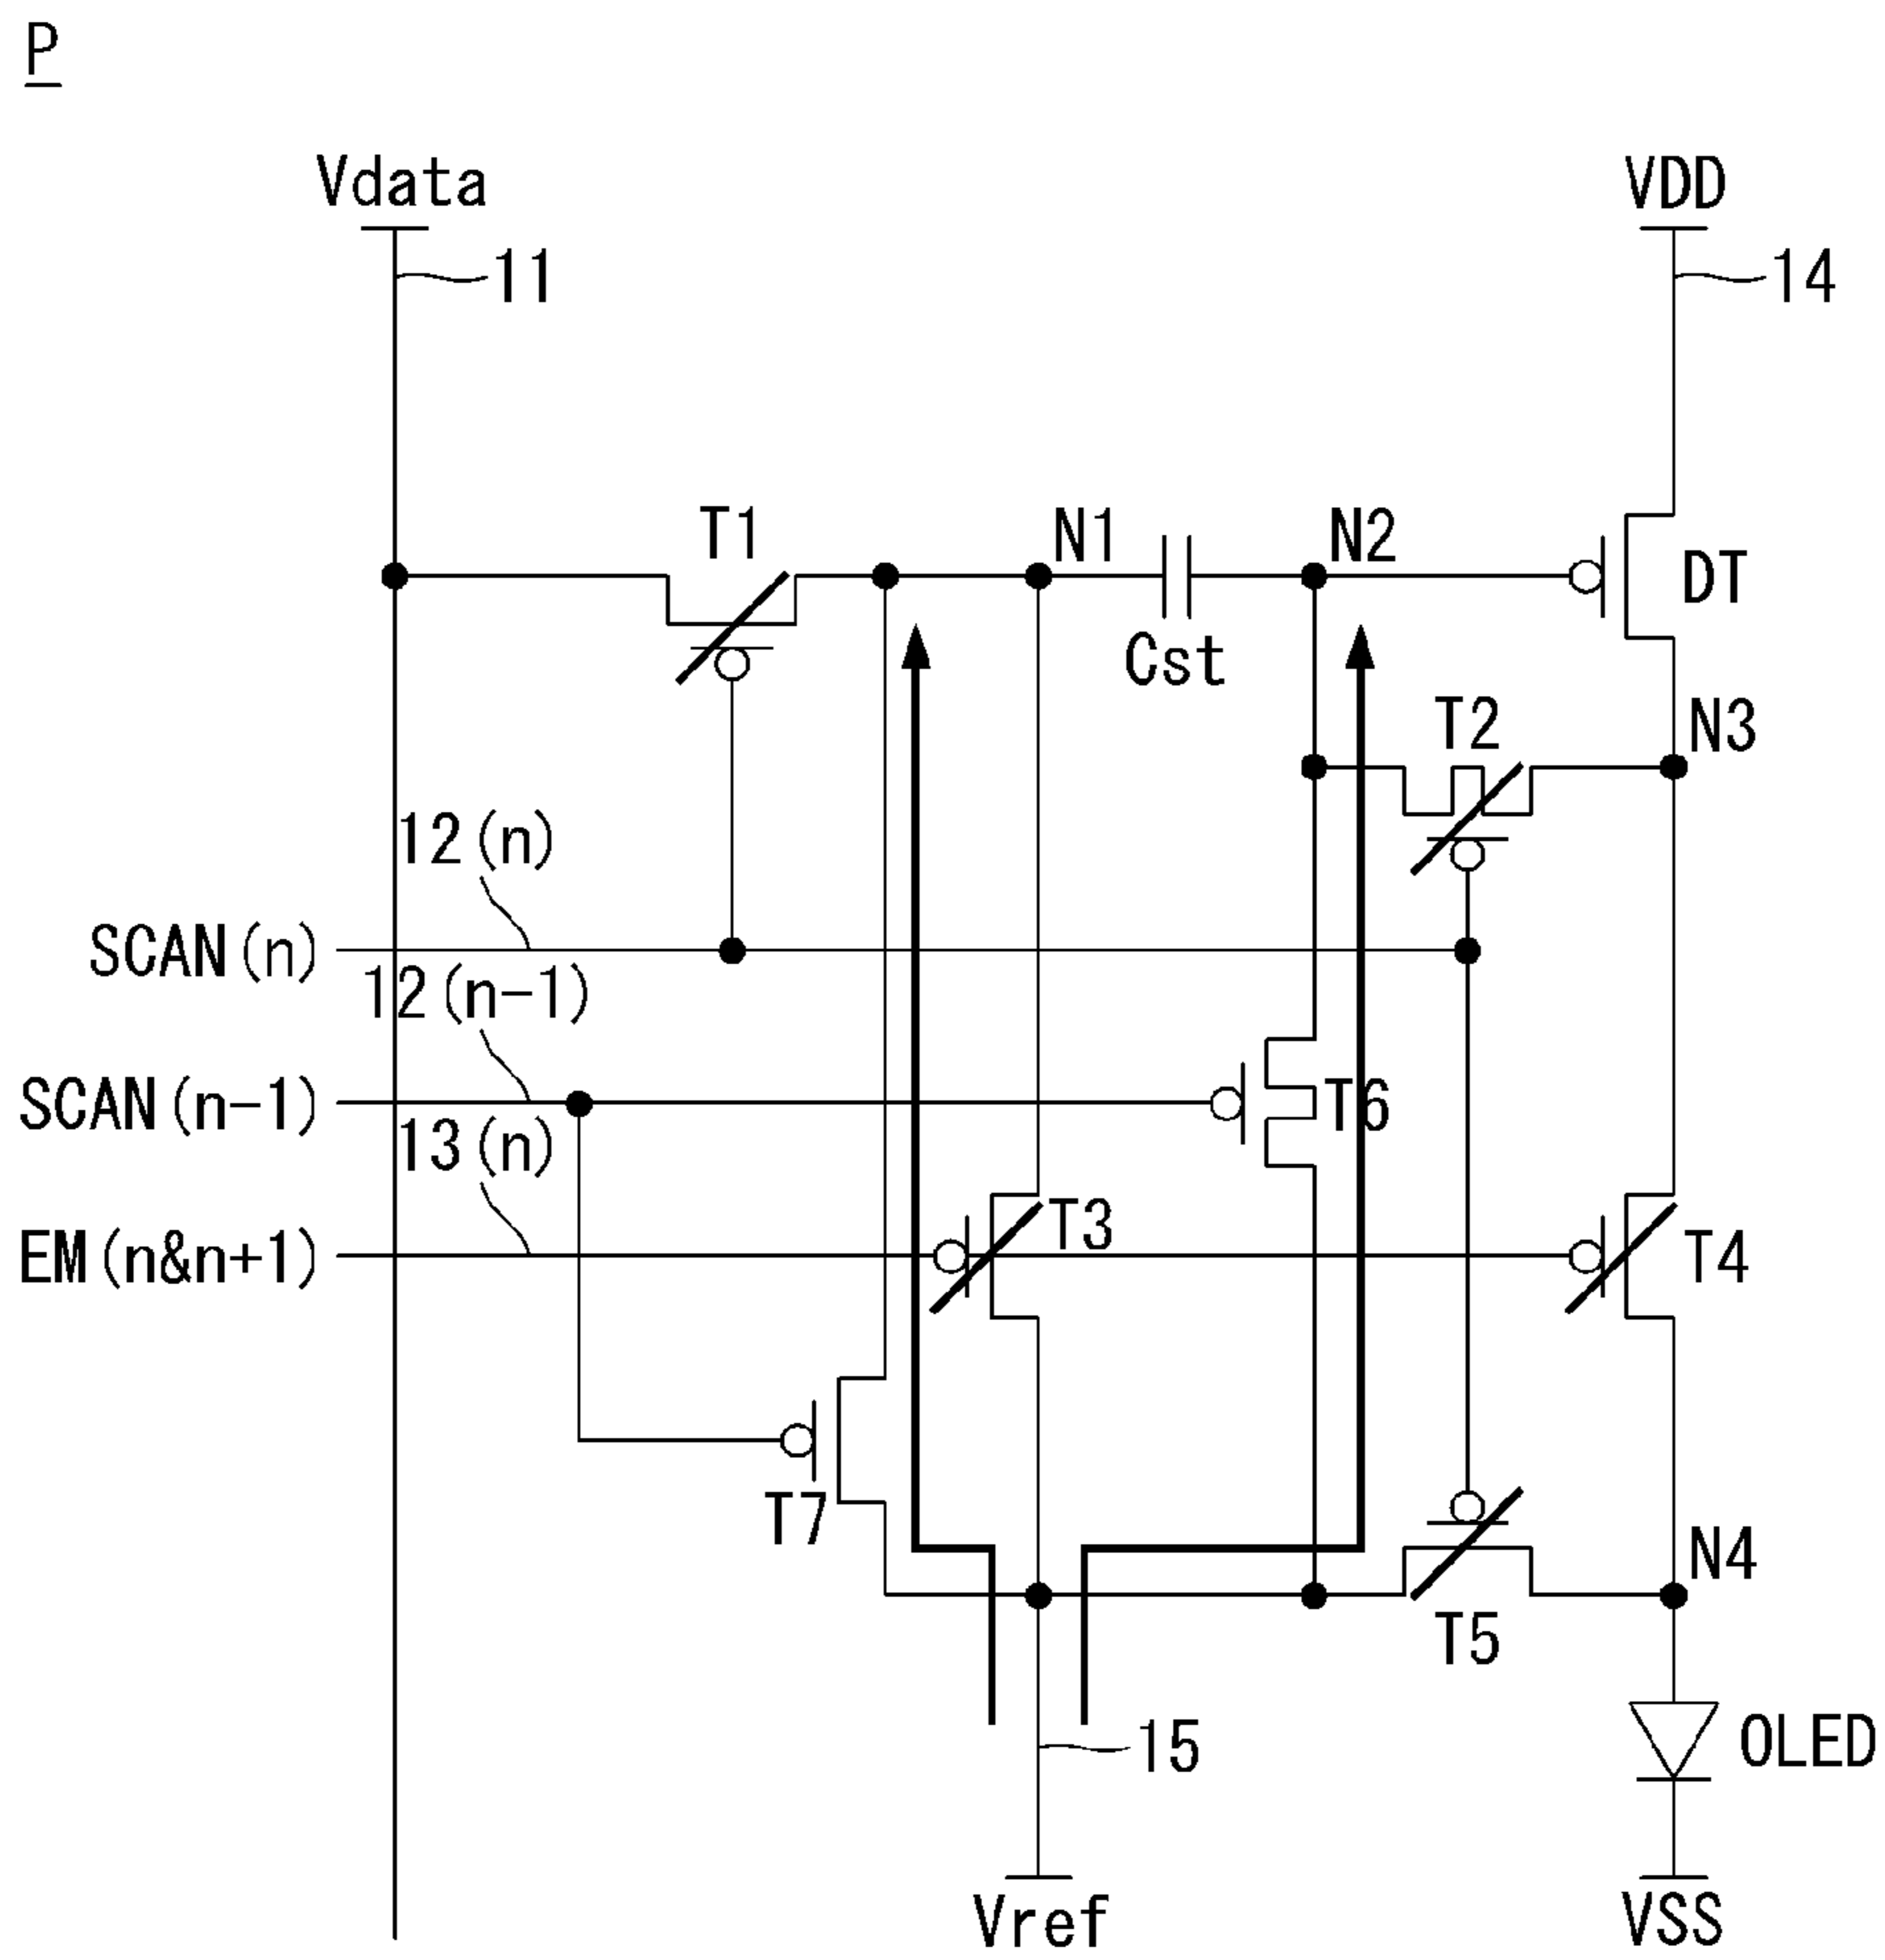 P
Vdata
VDD
11
14
T1
N1
N2
DT
Cst
T2
N3
12(n)
SCAN(n)
12(n-1)
SCAN(n-1)
T6
13(n)
T3
EM(n&n+1)
T4
T7
N4
T5
15
OLED
Vref
VSS